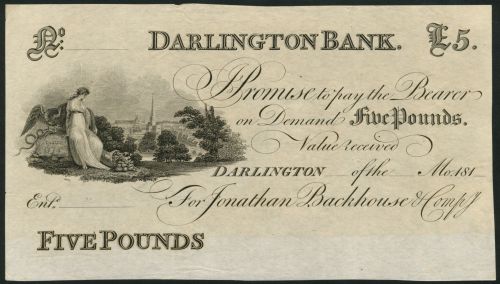 No. DARLINGTON BANK. £5.
I Promise to pay the Bearer
on Demand Five Pounds.
Value received
DARLINGTON of the Mo. 181
Ent. For Jonathan Backhouse & Compy
FIVE POUNDS